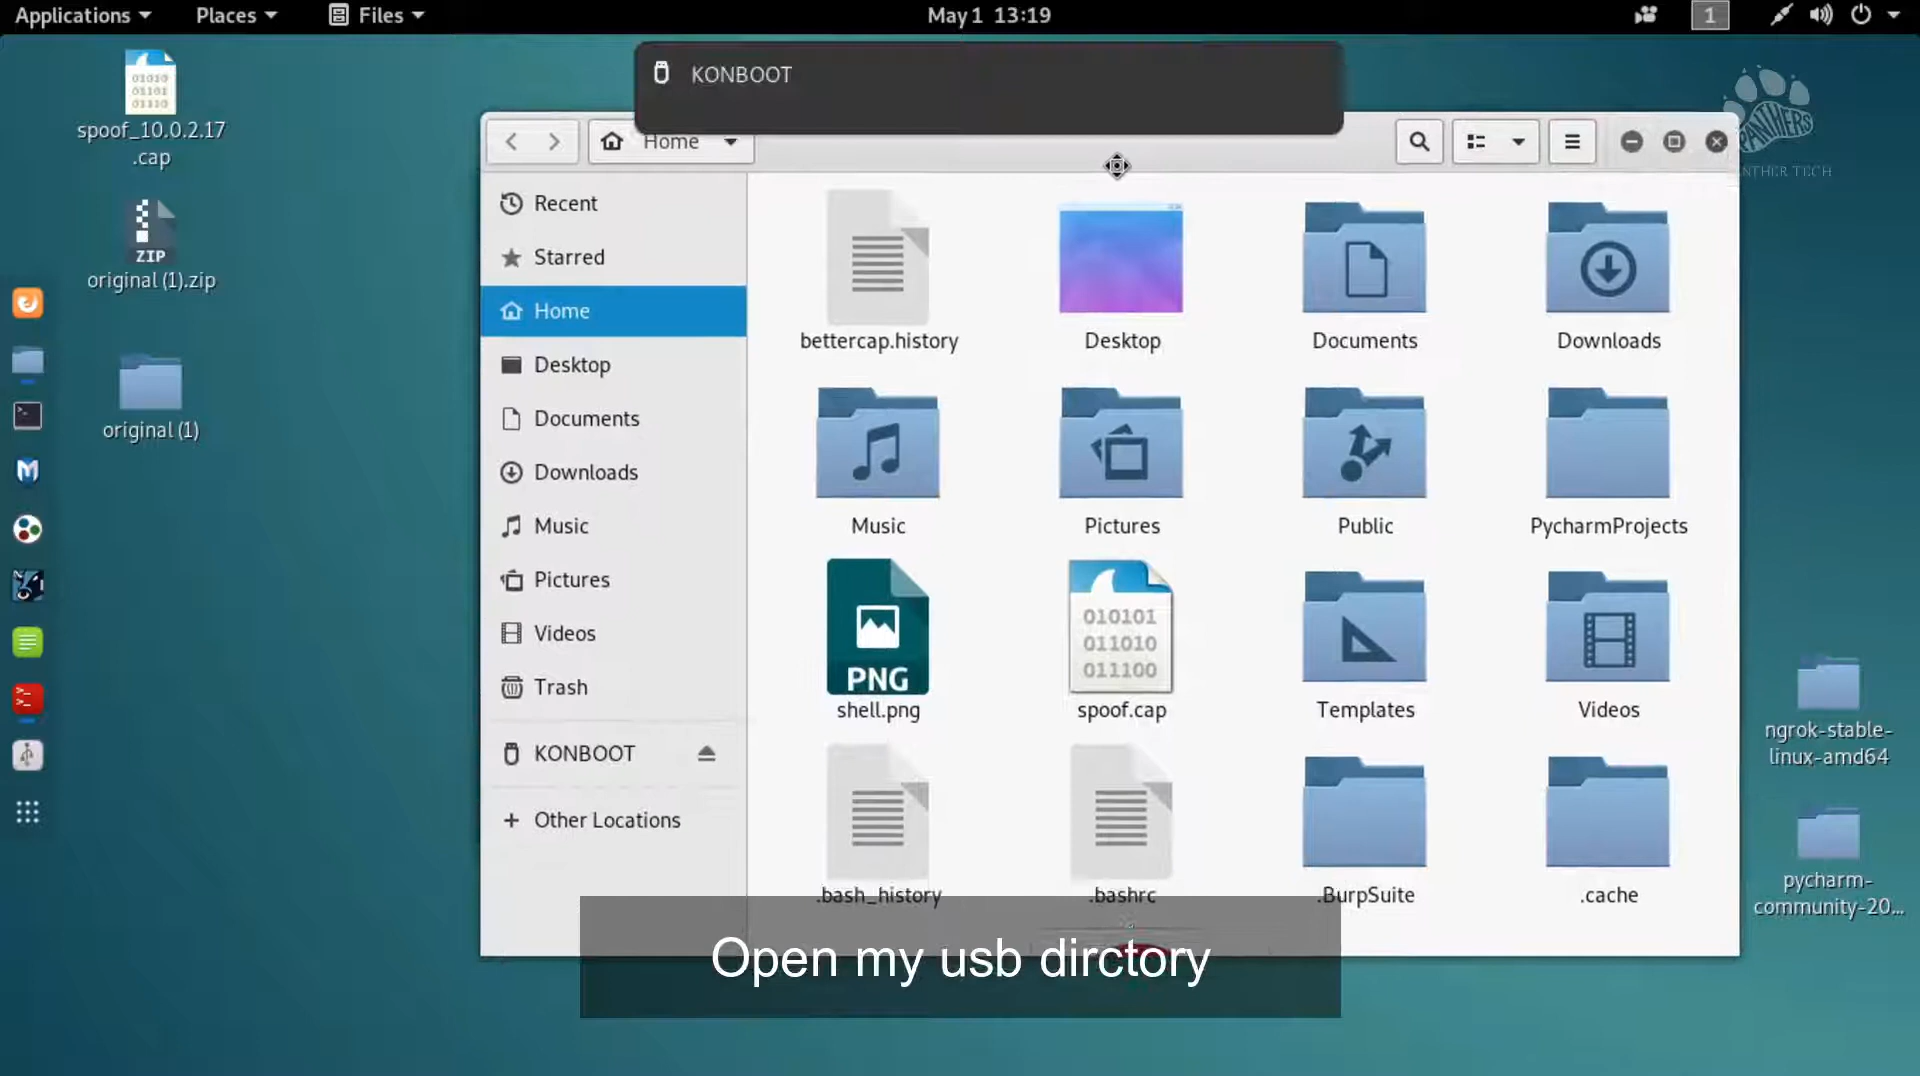 Applications
Places
Files
May 1 13:19
1
KONBOOT
spoof_10.0.2.17
.cap
ZIP
original (1).zip
original (1)
Home
PANTHERS
NTHER TECH
Recent
Starred
Home
Desktop
Documents
Downloads
Music
Pictures
Videos
Trash
KONBOOT
Other Locations
bettercap.history
Desktop
Documents
Downloads
Music
Pictures
Public
PycharmProjects
PNG
shell.png
010101
011010
011100
spoof.cap
Templates
Videos
.bash_history
.bashrc
.BurpSuite
.cache
ngrok-stable-
linux-amd64
pycharm-
community-20...
Open my usb dirctory